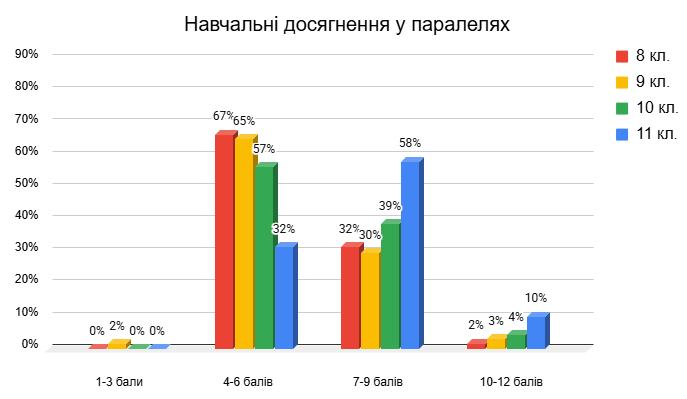 Навчальні досягнення у паралелях
90%
80%
70%
60%
50%
40%
30%
20%
10%
0%
8 кл.
9 кл.
10 кл.
11 кл.
0% 2% 0% 0%
67% 65% 57% 32%
32% 30% 39% 58%
2% 3% 4% 10%
1-3 бали 4-6 балів 7-9 балів 10-12 балів